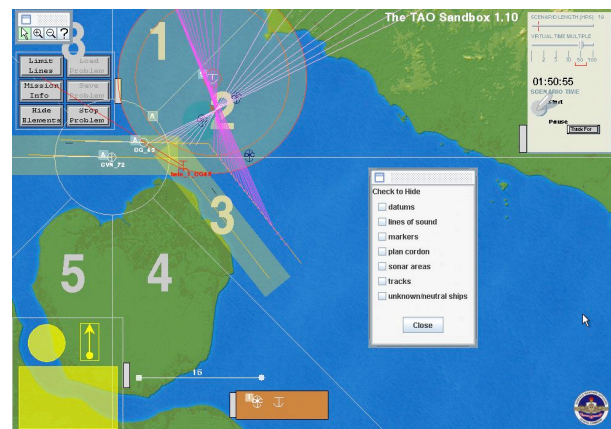 The TAO Sandbox 1.10
SCENARIO LENGTH (HRS)
VIRTUAL TIME MULTIPLE
01:50:55
SCENARIO TIME
Start
Pause
?
Limit Lines
Load Problem
Mission Info
Save Problem
Hide Elements
Stop Problem
1
2
3
3
4
5
CVN_72
Check to Hide
datums
lines of sound
markers
plan cordon
sonar areas
tracks
unknown/neutral ships
Close